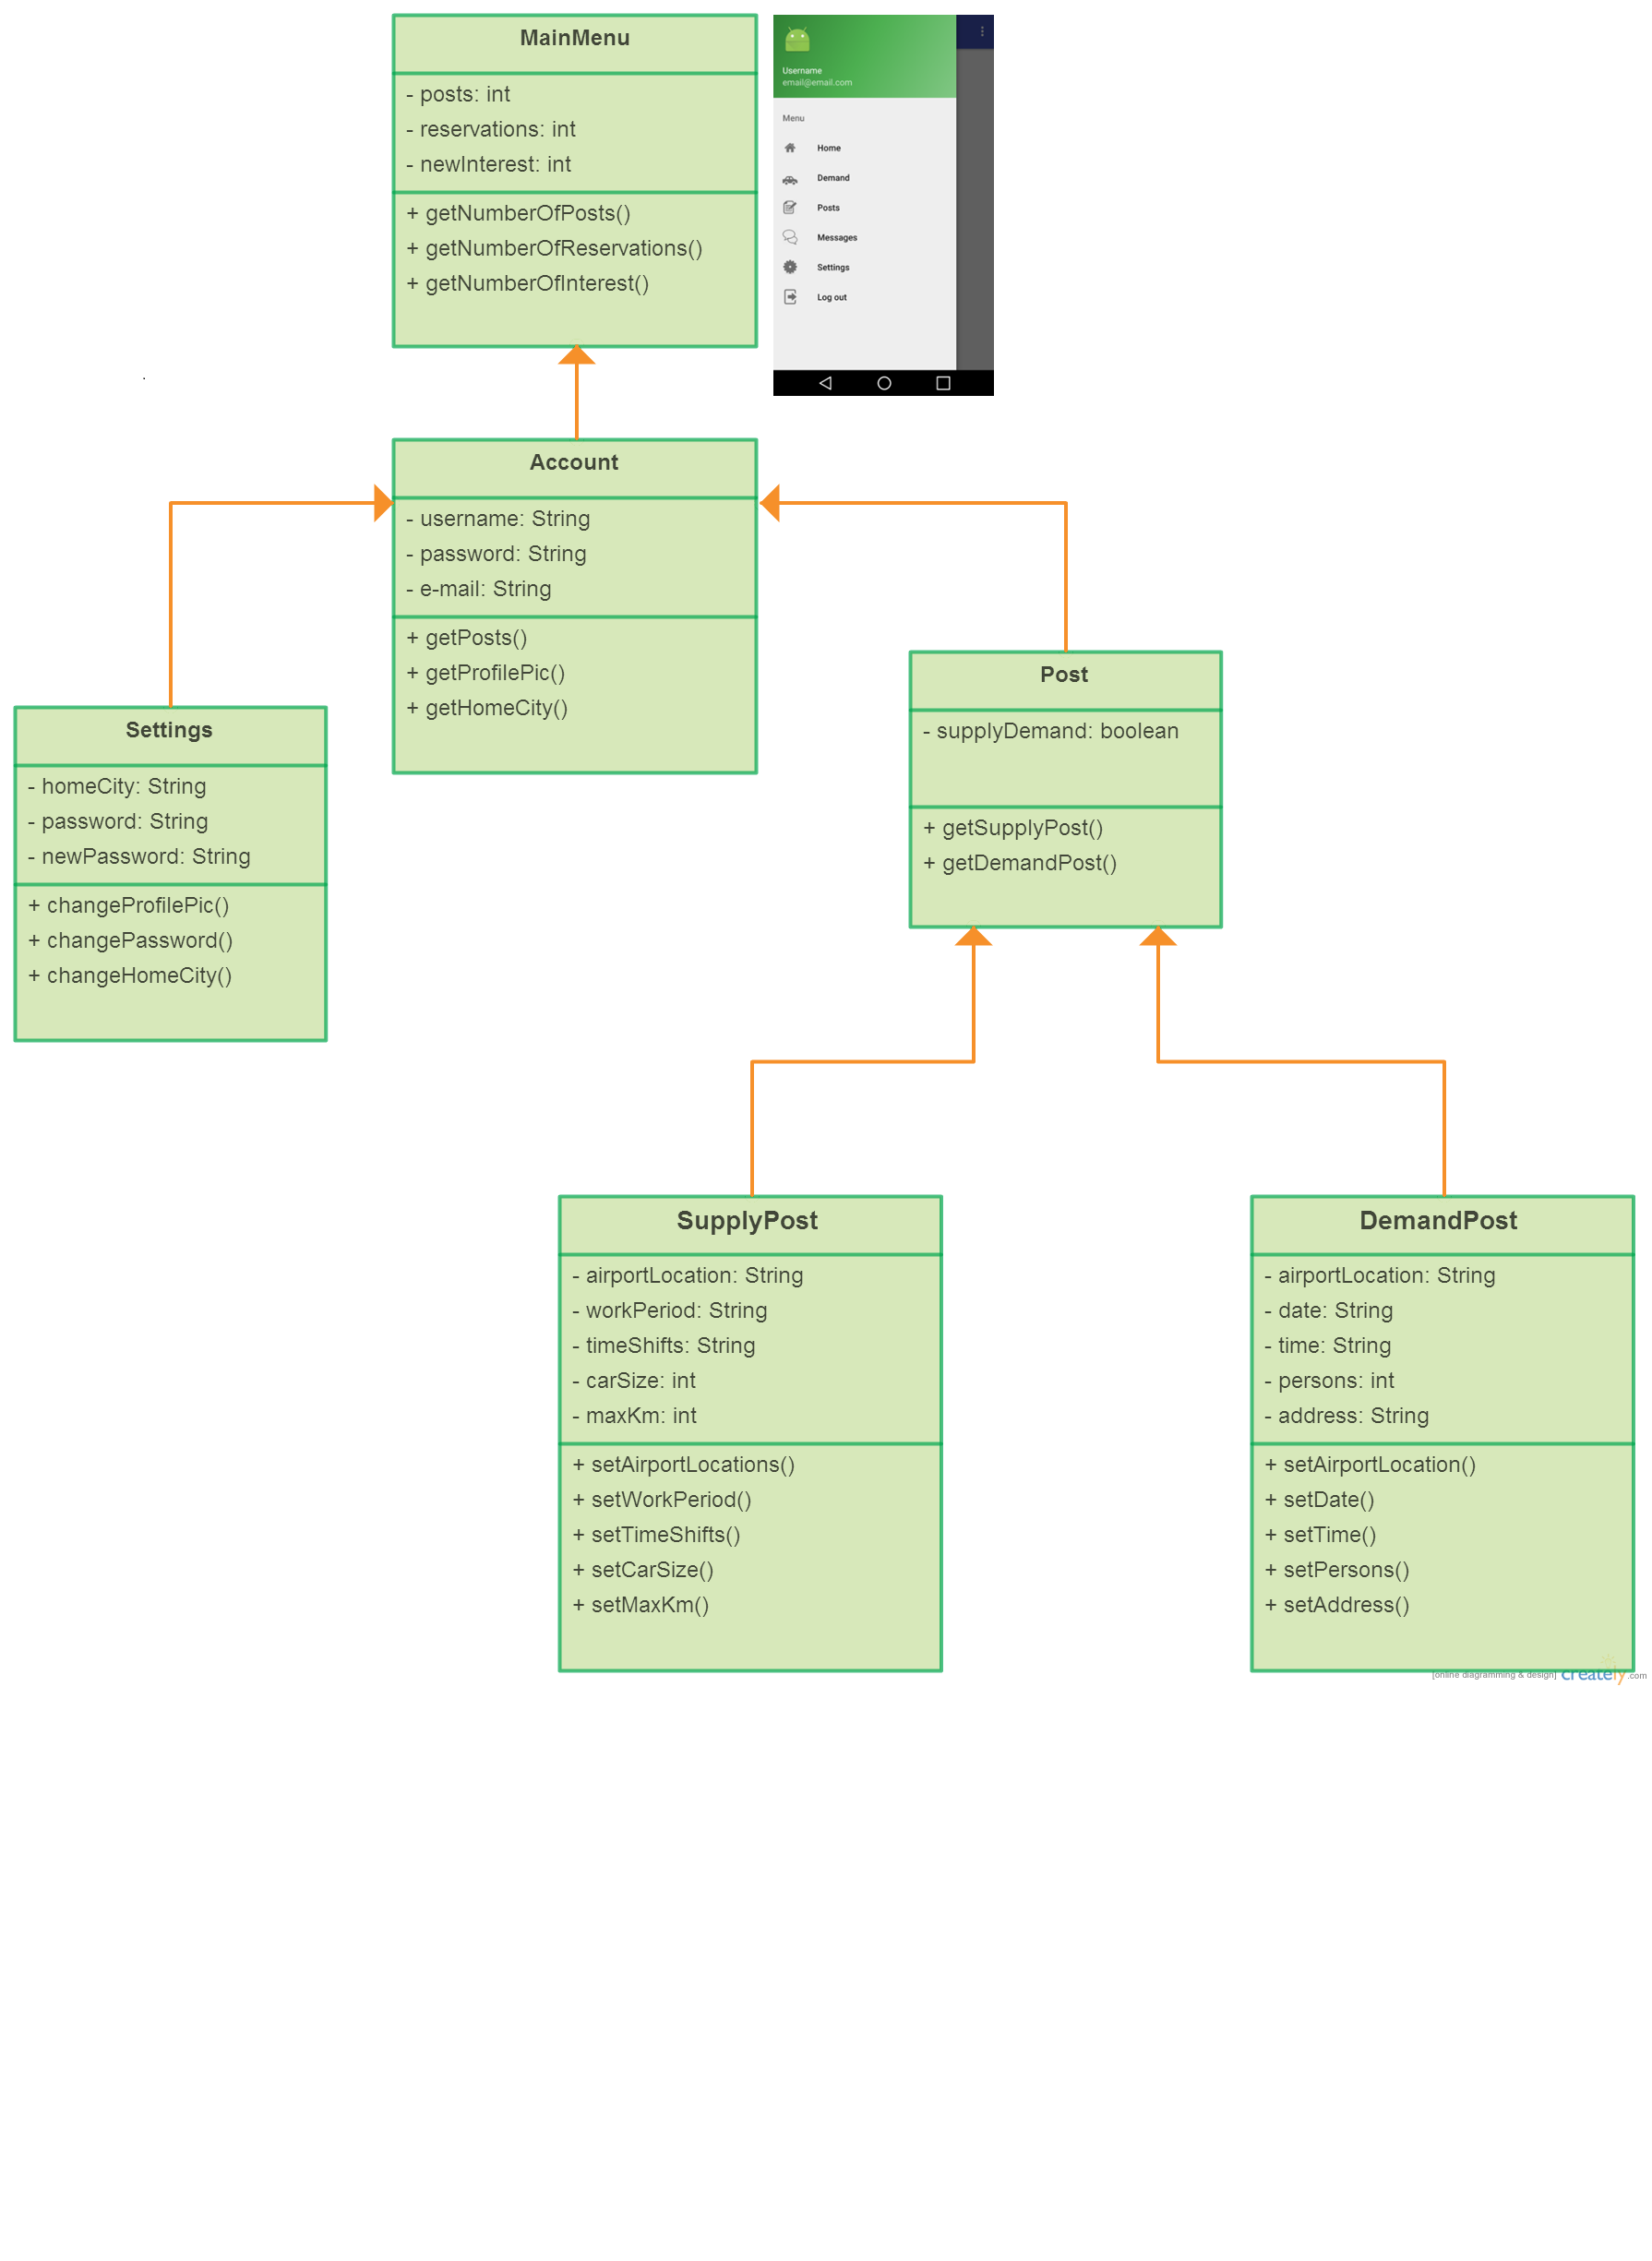 MainMenu
- posts: int
- reservations: int
- newInterest: int
+ getNumberOfPosts()
+ getNumberOfReservations()
+ getNumberOfInterest()
Username
email@email.com
Menu
Home
Demand
Posts
Messages
Settings
Log out
Account
- username: String
- password: String
- e-mail: String
+ getPosts()
+ getProfilePic()
+ getHomeCity()
Settings
- homeCity: String
- password: String
- newPassword: String
+ changeProfilePic()
+ changePassword()
+ changeHomeCity()
Post
- supplyDemand: boolean
+ getSupplyPost()
+ getDemandPost()
SupplyPost
- airportLocation: String
- workPeriod: String
- timeShifts: String
- carSize: int
- maxKm: int
+ setAirportLocations()
+ setWorkPeriod()
+ setTimeShifts()
+ setCarSize()
+ setMaxKm()
DemandPost
- airportLocation: String
- date: String
- time: String
- persons: int
- address: String
+ setAirportLocation()
+ setDate()
+ setTime()
+ setPersons()
+ setAddress()
[online diagramming & design] creately.com